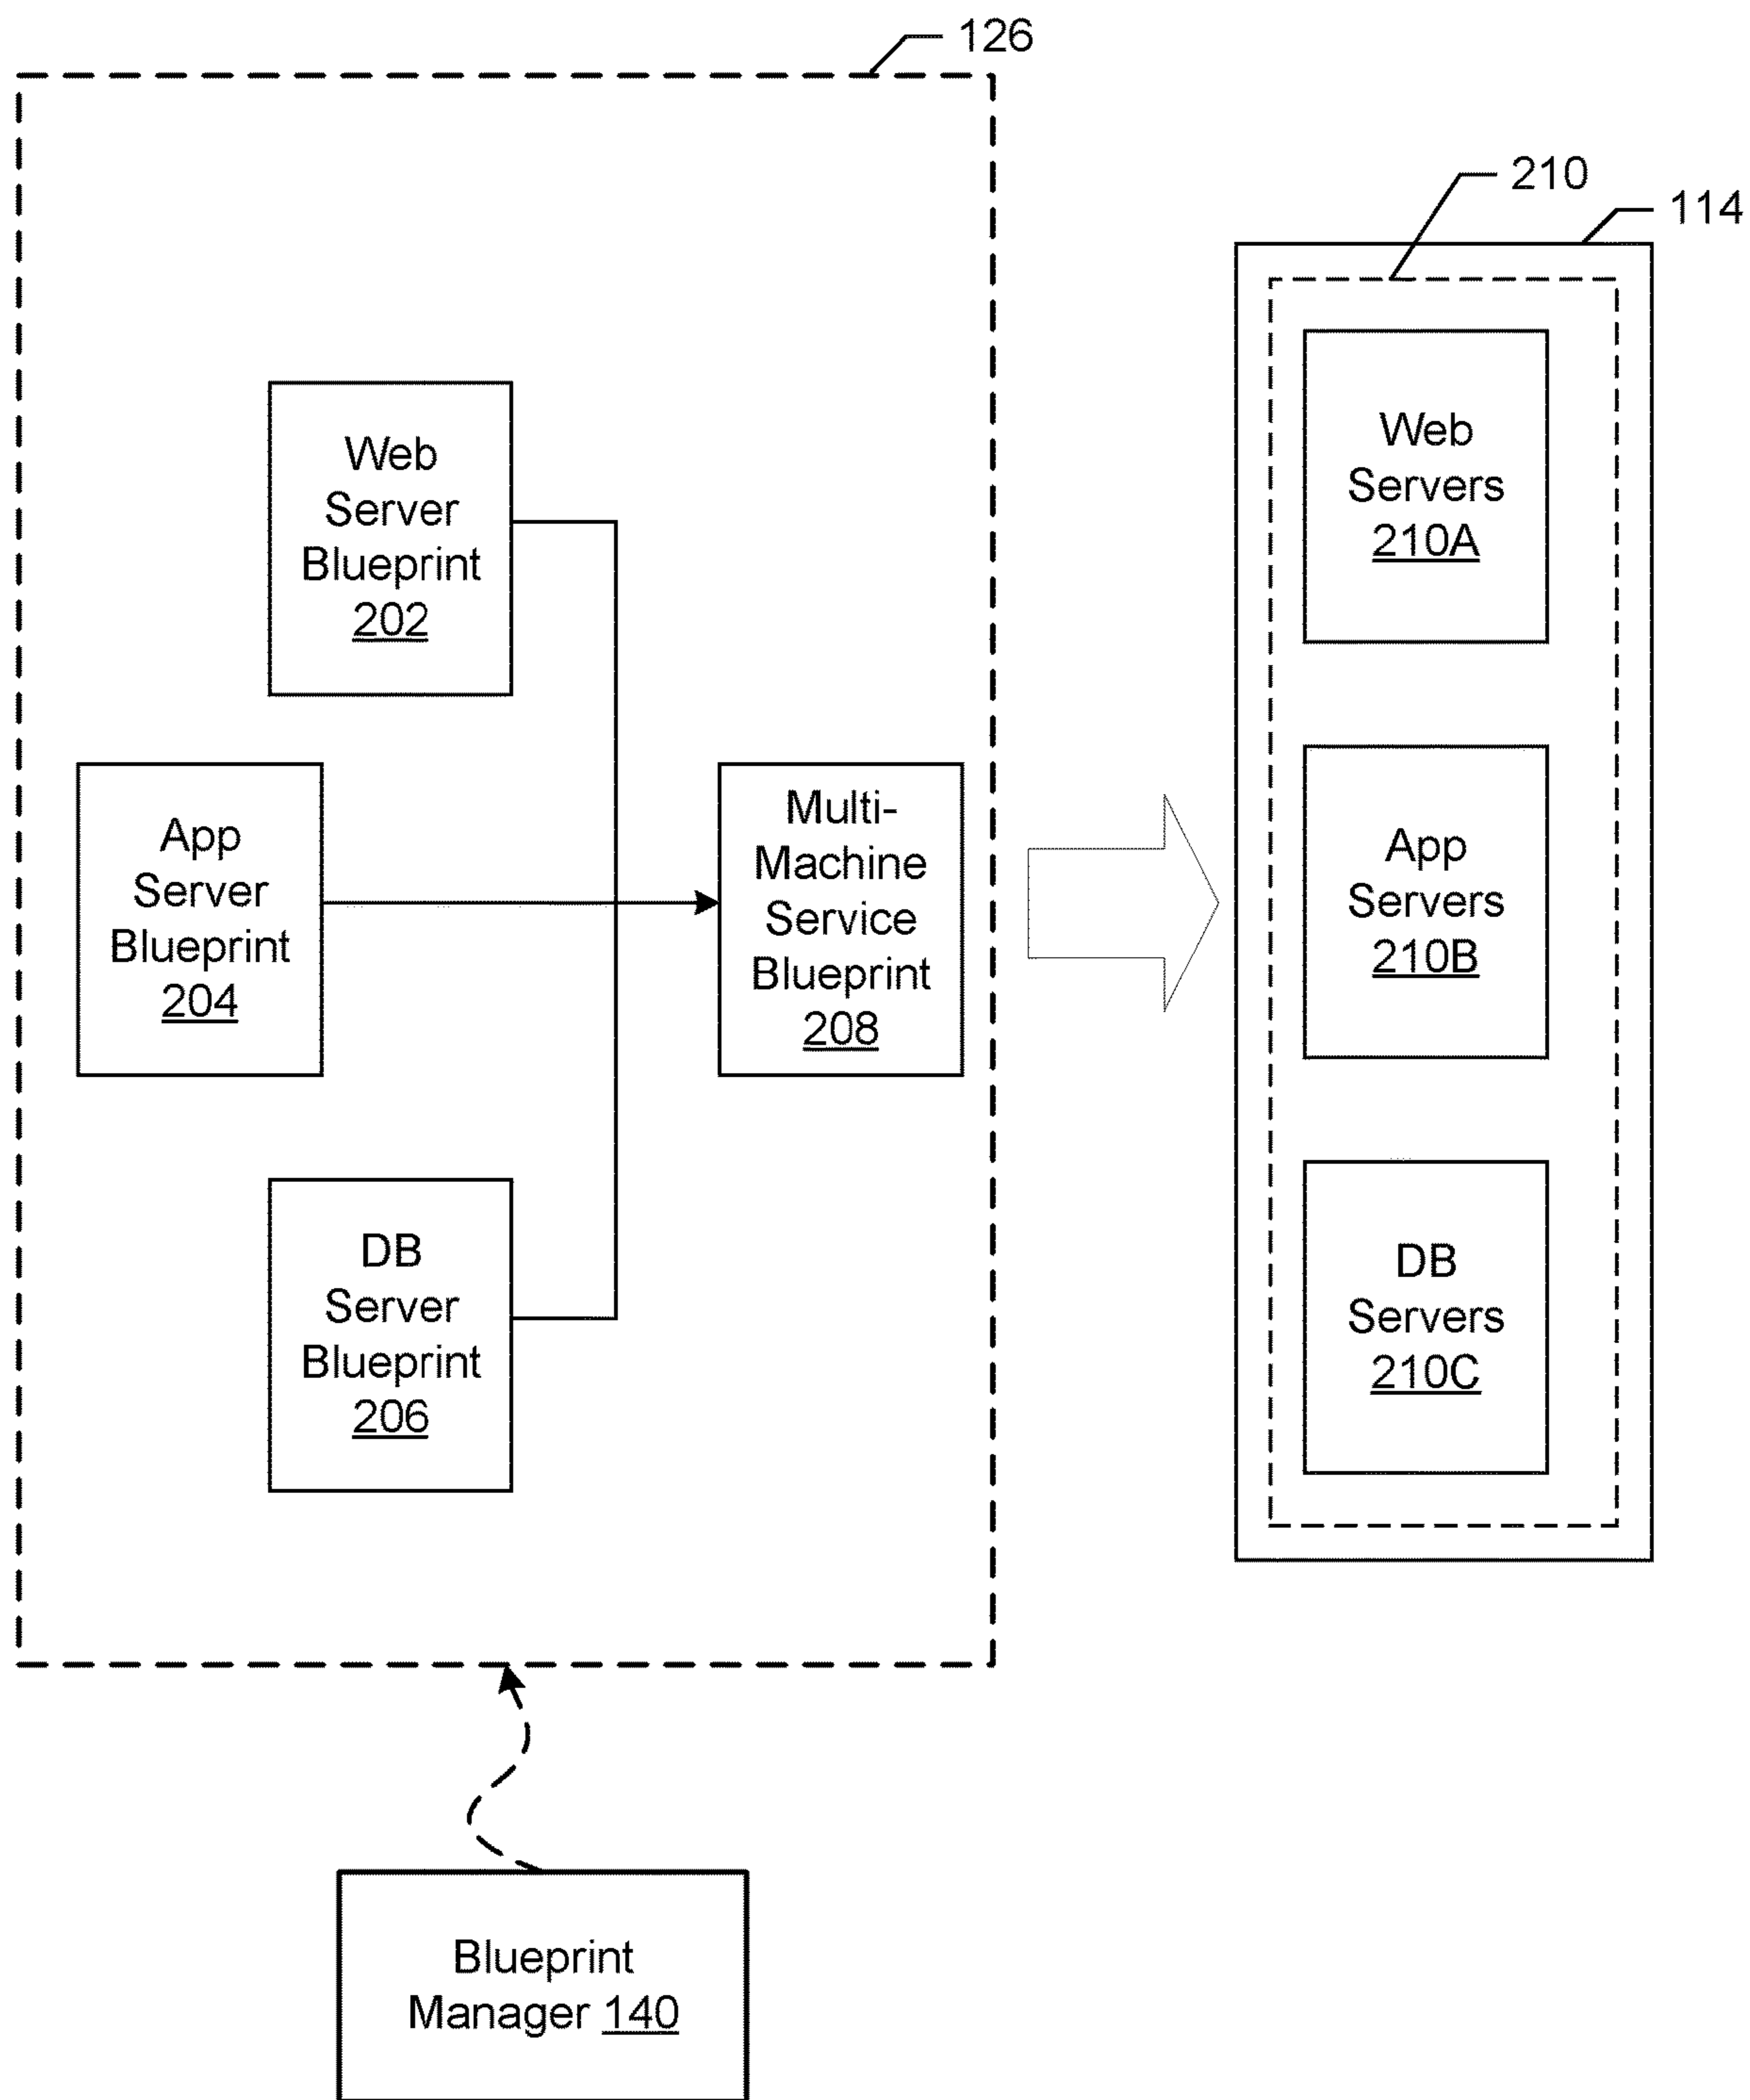 126
210
114
Web
Server
Blueprint
202
App
Server
Blueprint
204
DB
Server
Blueprint
206
Multi-
Machine
Service
Blueprint
208
Web
Servers
210A
App
Servers
210B
DB
Servers
210C
Blueprint
Manager 140